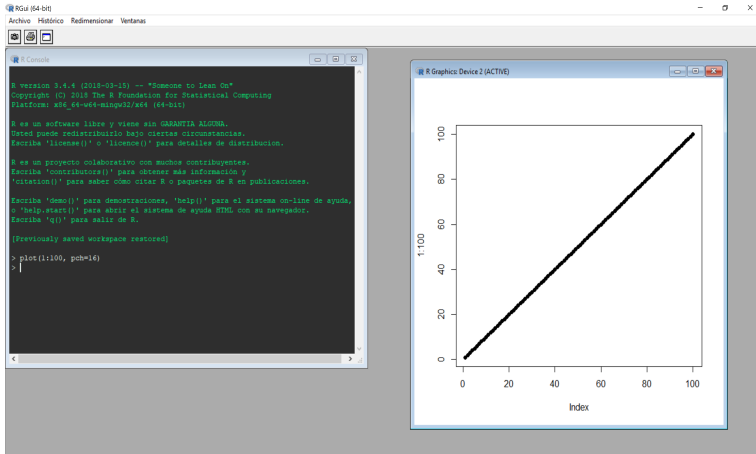 RGui (64-bit)
Archivo Histórico Redimensionar Ventanas
R Console
R version 3.4.4 (2018-03-15) -- "Someone to Lean On"
Copyright (C) 2018 The R Foundation for Statistical Computing
Platform: x86_64-w64-mingw32/x64 (64-bit)
R es un software libre y viene sin GARANTIA ALGUNA.
Usted puede redistribuirlo bajo ciertas circunstancias.
Escriba 'license()' o 'licence()' para detalles de distribucion.
R es un proyecto colaborativo con muchos contribuyentes.
Escriba 'contributors()' para obtener más información y
'citation()' para saber cómo citar R o paquetes de R en publicaciones.
Escriba 'demo()' para demostraciones, 'help()' para el sistema on-line de ayuda,
o 'help.start()' para abrir el sistema de ayuda HTML con su navegador.
Escriba 'q()' para salir de R.
[Previously saved workspace restored]
> plot(1:100, pch=16)
>
R Graphics: Device 2 (ACTIVE)
1:100
100
80
60
40
20
0
0 20 40 60 80 100
Index